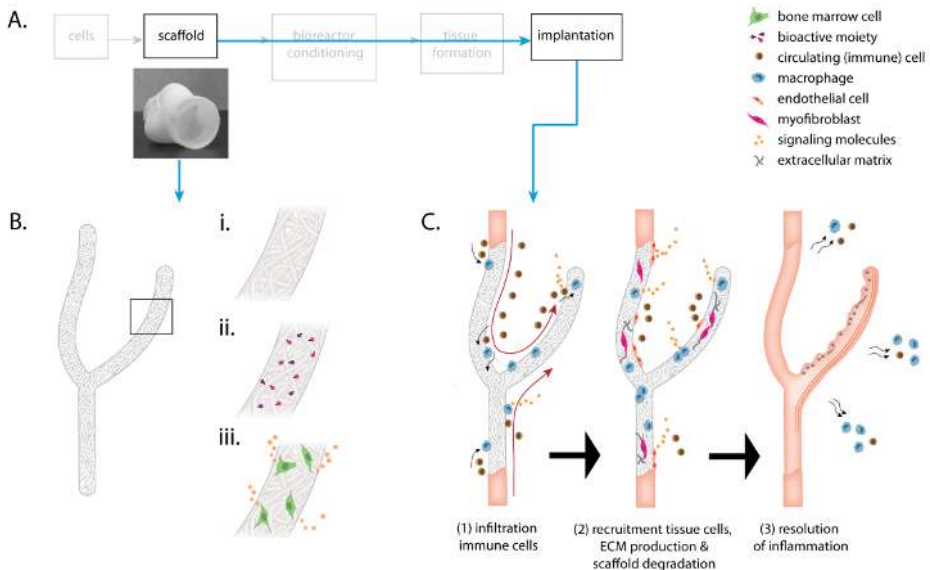 A.
cells
scaffold
bioreactor
conditioning
tissue
formation
implantation
bone marrow cell
bioactive moiety
circulating (immune) cell
macrophage
endothelial cell
myofibroblast
signaling molecules
extracellular matrix
B.
i.
ii.
iii.
C.
(1) infiltration
immune cells
(2) recruitment tissue cells,
ECM production &
scaffold degradation
(3) resolution
of inflammation